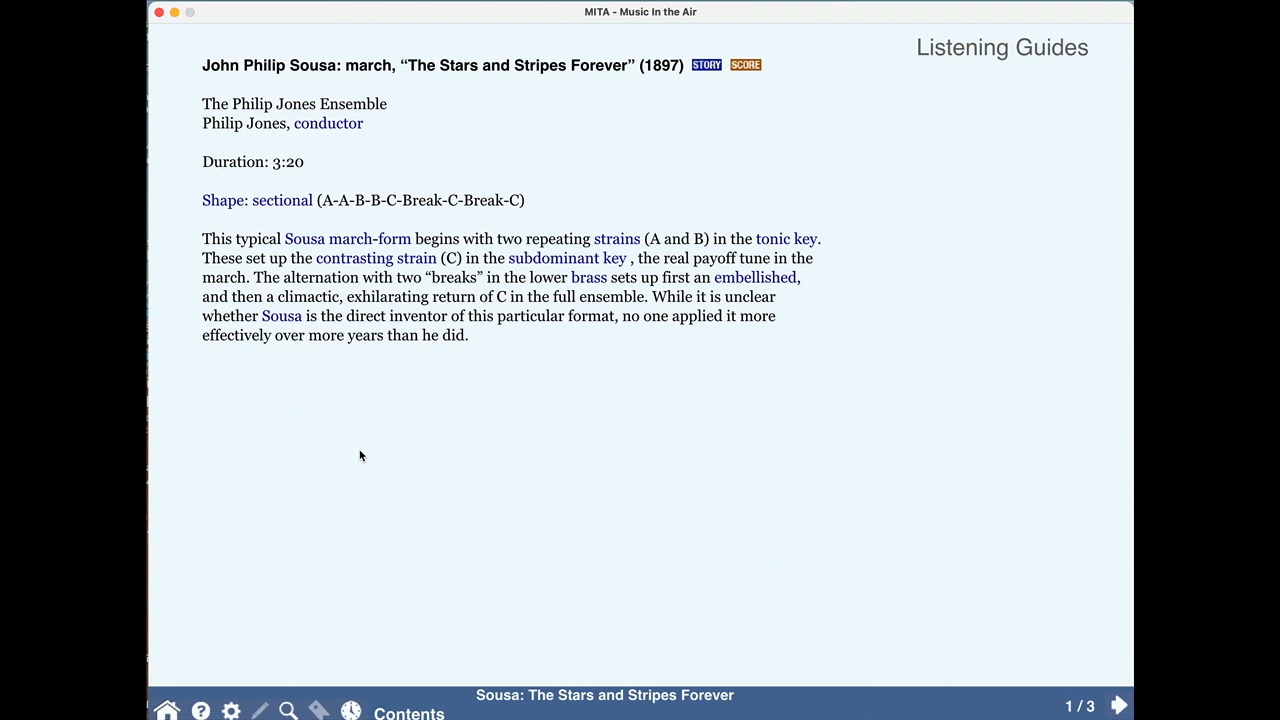 MITA - Music In the Air
Listening Guides
John Philip Sousa: march, “The Stars and Stripes Forever” (1897) STORY SCORE
The Philip Jones Ensemble
Philip Jones, conductor
Duration: 3:20
Shape: sectional (A-A-B-B-C-Break-C-Break-C)
This typical Sousa march-form begins with two repeating strains (A and B) in the tonic key.
These set up the contrasting strain (C) in the subdominant key , the real payoff tune in the
march. The alternation with two “breaks” in the lower brass sets up first an embellished,
and then a climactic, exhilarating return of C in the full ensemble. While it is unclear
whether Sousa is the direct inventor of this particular format, no one applied it more
effectively over more years than he did.
Sousa: The Stars and Stripes Forever
Contents
1 / 3